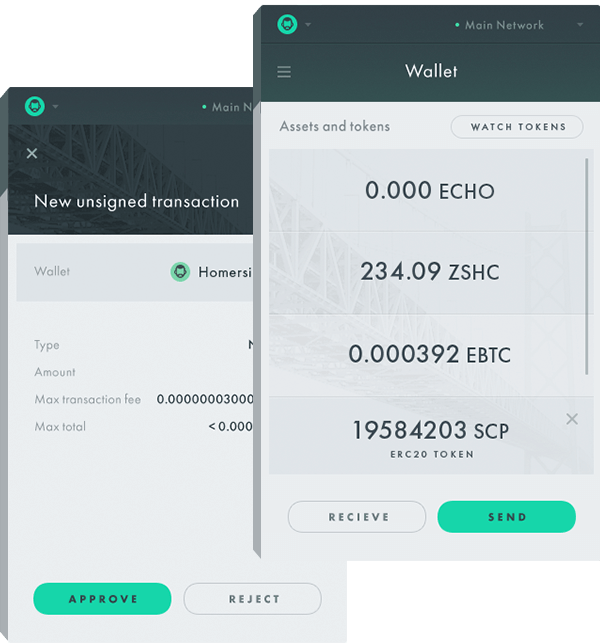 Main Network
Wallet
Assets and tokens
WATCH TOKENS
0.000 ECHO
234.09 ZSHC
0.000392 EBTC
19584203 SCP
ERC20 TOKEN
RECIEVE
SEND
Main N
New unsigned transaction
Wallet
Homersi
Type
Amount
Max transaction fee 0.00000003000
Max total <0.000
APPROVE
REJECT